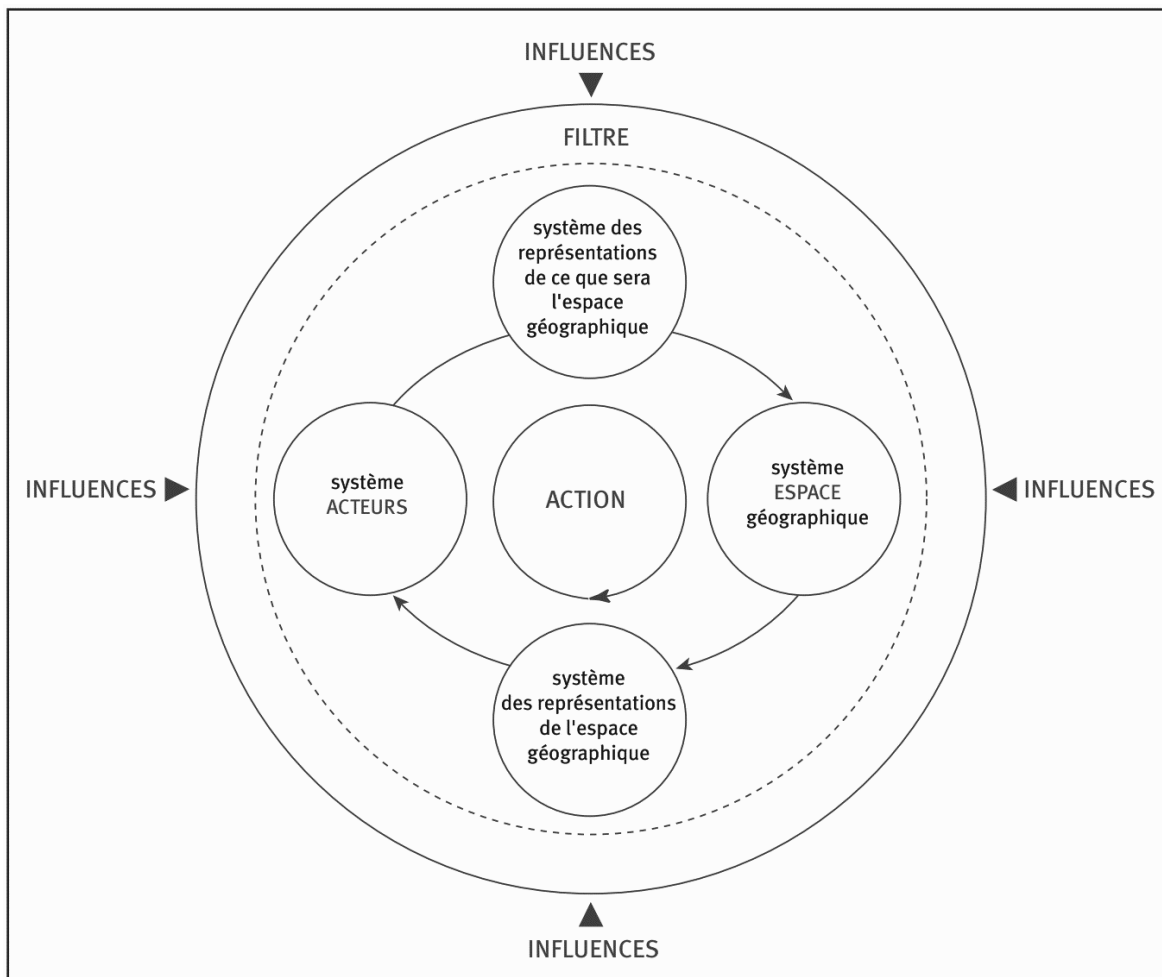 INFLUENCES
FILTRE
système des
représentations
de ce que sera
l'espace
géographique
INFLUENCES
système
ACTEURS
ACTION
système
ESPACE
géographique
INFLUENCES
système
des représentations
de l'espace
géographique
INFLUENCES